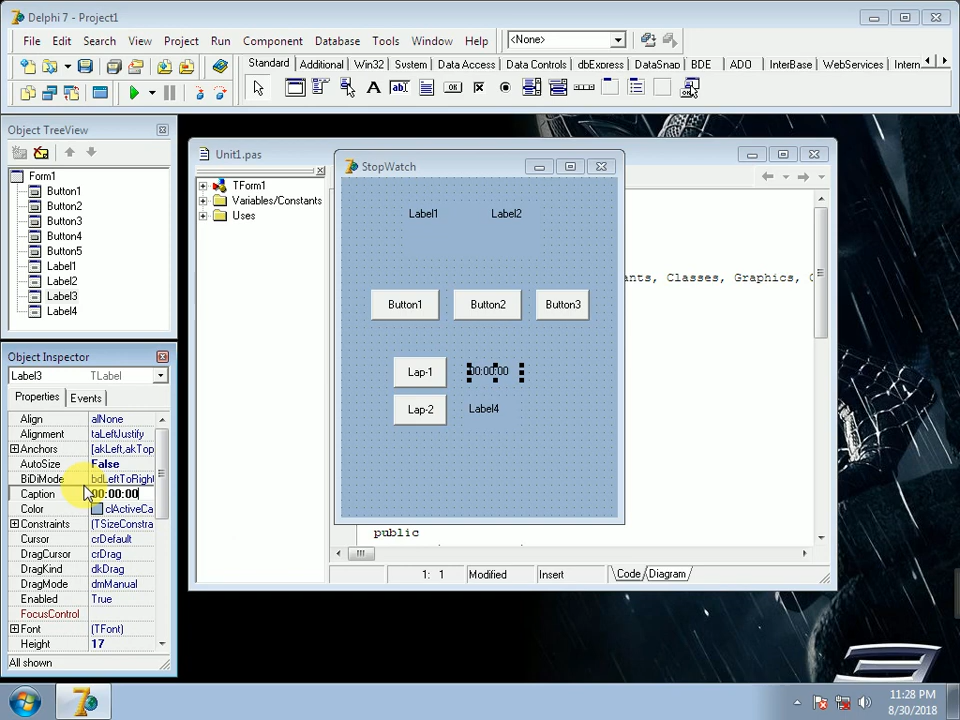 Delphi 7 - Project1
File Edit Search View Project Run Component Database Tools Window Help <None>
Standard Additional Win32 System Data Access Data Controls dbExpress DataSnap BDE ADO InterBase WebServices Intern
Object TreeView
Form1
Button1
Button2
Button3
Button4
Button5
Label1
Label2
Label3
Label4
Unit1.pas
TForm1
Variables/Constants
Uses
StopWatch
Label1 Label2
Button1 Button2 Button3
Lap-1 00:00:00
Lap-2 Label4
ants, Classes, Graphics,
public
1: 1 Modified Insert Code Diagram
Object Inspector
Label3 TLabel
Properties Events
Align alNone
Alignment taLeftJustify
Anchors [akLeft,akTop
AutoSize False
BiDiMode bdLeftToRight
Caption 00:00:00
Color clActiveCa
Constraints (TSizeConstra
Cursor crDefault
DragCursor crDrag
DragKind dkDrag
DragMode dmManual
Enabled True
FocusControl
Font (TFont)
Height 17
All shown
11:28 PM
8/30/2018